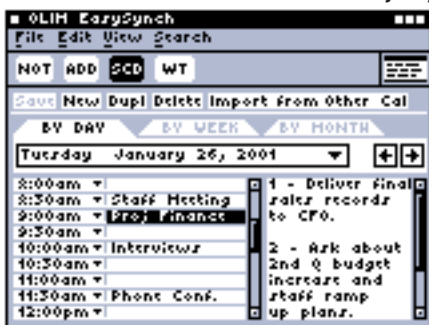 OLIM EasySynch
File Edit View Search
NOT ADD SCD WT
Save New Dupl Delete Import from Other Cal
BY DAY BY WEEK BY MONTH
Tuesday January 26, 2001
8:00am
8:30am Staff Meeting
9:00am Proj Finance
9:30am
10:00am Interviews
10:30am
11:00am
11:30am Phone Conf.
12:00pm
1 - Deliver final
sales records
to CFO.
2 - Ask about
2nd Q budget
increase and
staff ramp
up plans.